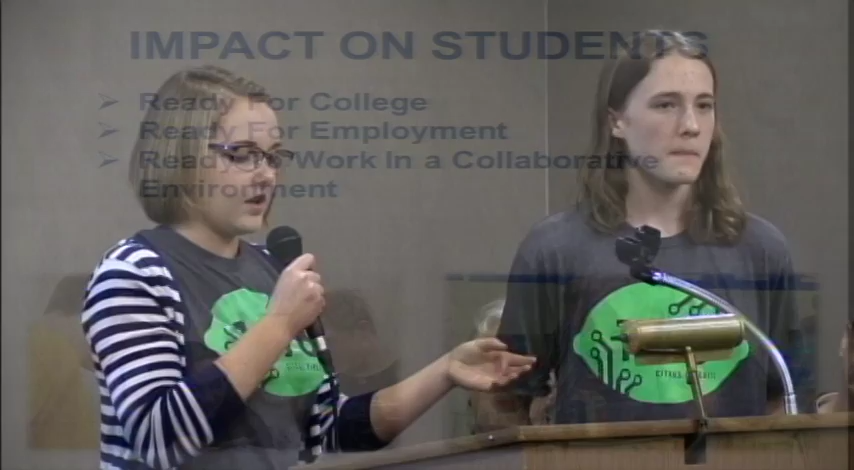 IMPACT ON STUDENTS
➢ Ready For College
➢ Ready For Employment
➢ Ready To Work In a Collaborative
Environment